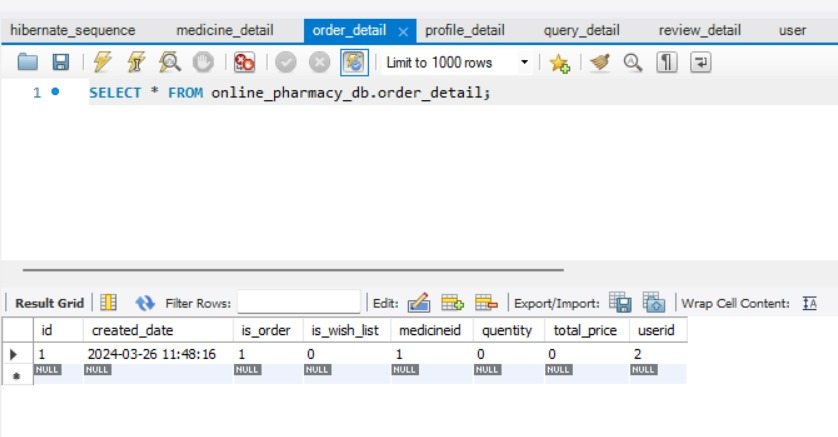 hibernate_sequence medicine_detail order_detail × profile_detail query_detail review_detail user
Limit to 1000 rows
1 SELECT * FROM online_pharmacy_db.order_detail;
Result Grid Filter Rows: Edit: Export/Import: Wrap Cell Content: IA
id created_date is_order is_wish_list medicineid quentity total_price userid
1 2024-03-26 11:48:16 1 0 1 0 0 2
NULL NULL NULL NULL NULL NULL NULL NULL